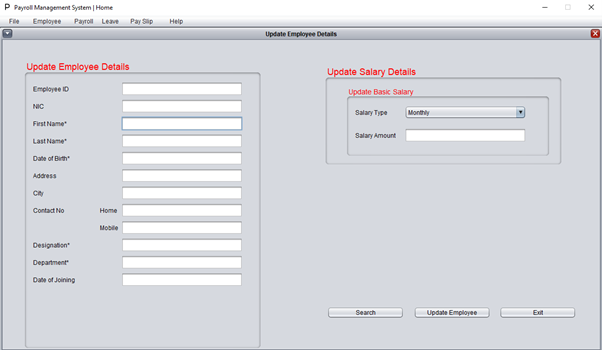 P Payroll Management System | Home
File Employee Payroll Leave Pay Slip Help
Update Employee Details
Update Employee Details
Employee ID
NIC
First Name*
Last Name*
Date of Birth*
Address
City
Contact No Home
Mobile
Designation*
Department*
Date of Joining
Update Salary Details
Update Basic Salary
Salary Type Monthly
Salary Amount
Search Update Employee Exit